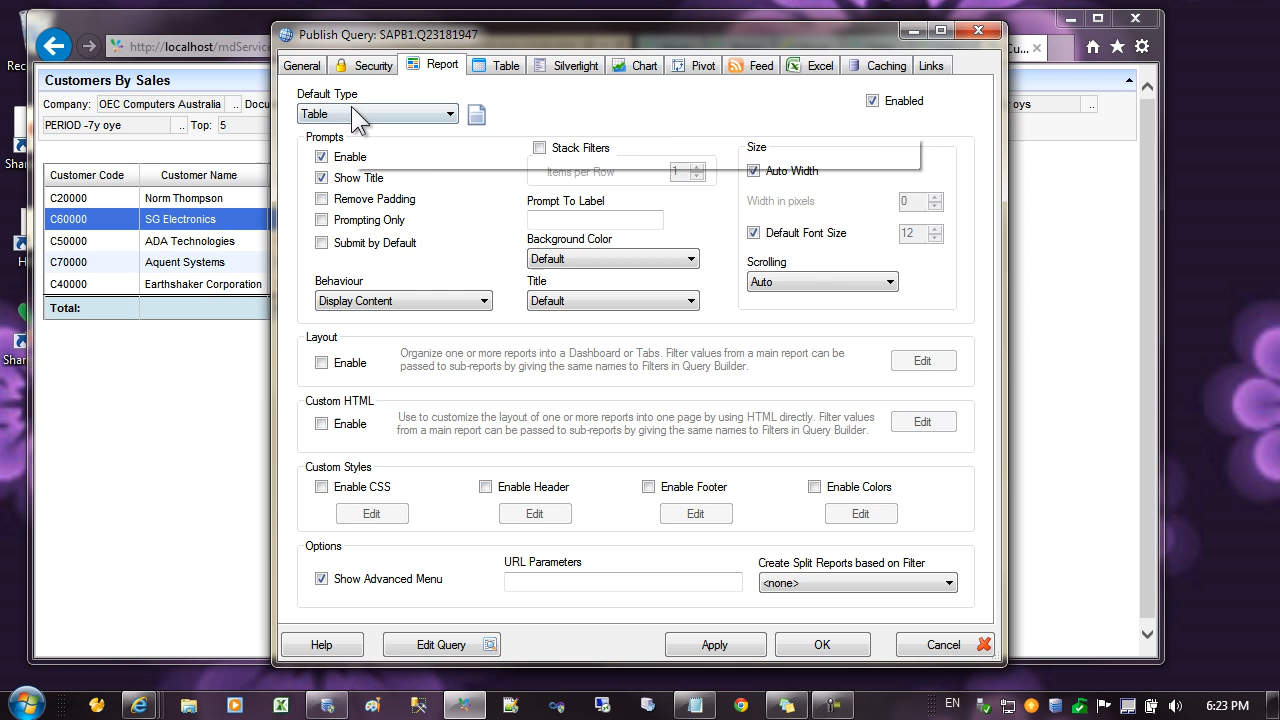 Publish Query: SAPB1.Q23181947
General Security Report Table Silverlight Chart Pivot Feed Excel Caching Links
Default Type
Table
Enabled
Prompts
Enable
Show Title
Remove Padding
Prompting Only
Submit by Default
Behaviour
Display Content
Stack Filters
Items per Row 1
Prompt To Label
Background Color
Default
Title
Default
Size
Auto Width
Width in pixels 0
Default Font Size 12
Scrolling
Auto
Layout
Enable
Organize one or more reports into a Dashboard or Tabs. Filter values from a main report can be
passed to sub-reports by giving the same names to Filters in Query Builder.
Edit
Custom HTML
Enable
Use to customize the layout of one or more reports into one page by using HTML directly. Filter values
from a main report can be passed to sub-reports by giving the same names to Filters in Query Builder.
Edit
Custom Styles
Enable CSS Enable Header Enable Footer Enable Colors
Edit Edit Edit Edit
Options
Show Advanced Menu
URL Parameters
Create Split Reports based on Filter
<none>
Help Edit Query Apply OK Cancel
http://localhost/mdService
Cu...
Customers By Sales
Company: OEC Computers Australia .. Docu
oys ..
PERIOD -7y oye .. Top: 5
Customer Code Customer Name
C20000 Norm Thompson
C60000 SG Electronics
C50000 ADA Technologies
C70000 Aquent Systems
C40000 Earthshaker Corporation
Total:
Rec
Shar
H
Shar
EN 6:23 PM